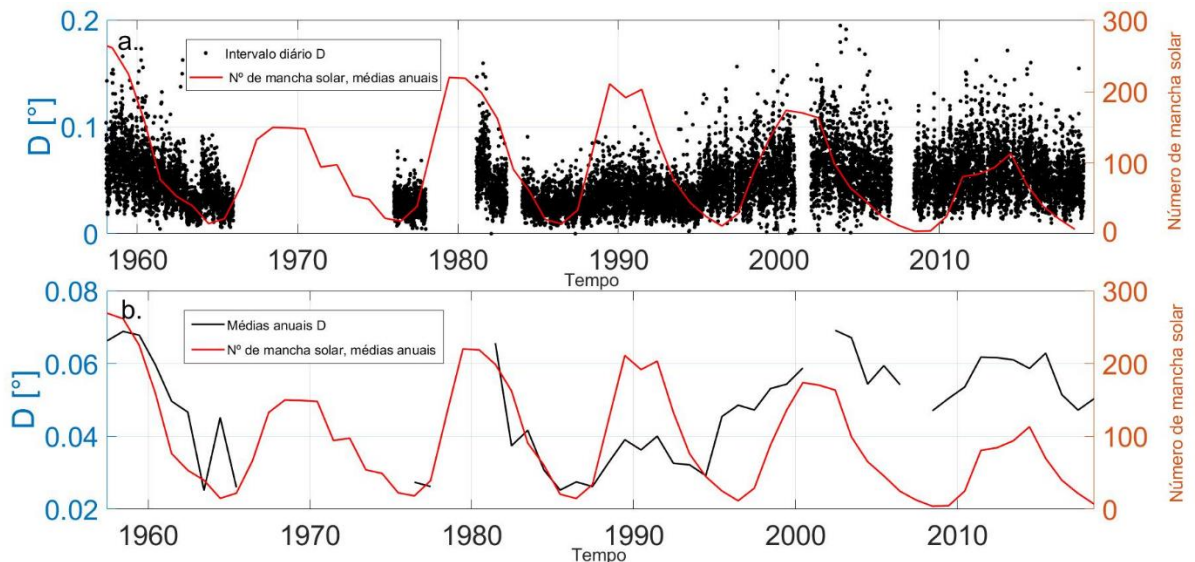 0.2
a.
300
Intervalo diário D
Nº de mancha solar, médias anuais
D [°]
0.1
200
100
0
0
Número de mancha solar
1960
1970
1980
1990
2000
2010
Tempo
0.08
b.
300
Médias anuais D
Nº de mancha solar, médias anuais
D [°]
0.06
200
0.04
100
0.02
0
Número de mancha solar
1960
1970
1980
1990
2000
2010
Tempo